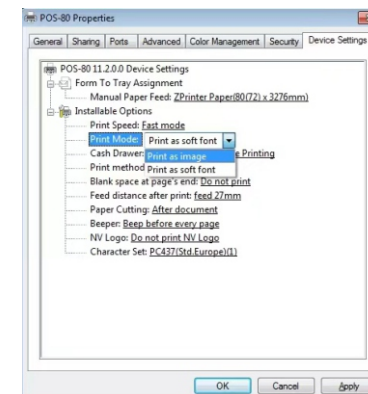 POS-80 Properties
General Sharing Ports Advanced Color Management Security Device Settings
POS-80 11.2.0.0 Device Settings
Form To Tray Assignment
Manual Paper Feed: ZPrinter Paper(80(72) x 3276mm)
Installable Options
Print Speed: Fast mode
Print Mode: Print as soft font
Cash Drawer Print as image e Printing
Print method Print as soft font
Blank space at page's end: Do not print
Feed distance after print: feed 27mm
Paper Cutting: After document
Beeper: Beep before every page
NV Logo: Do not print NV Logo
Character Set: PC437(Std.Europe)(1)
OK Cancel Apply